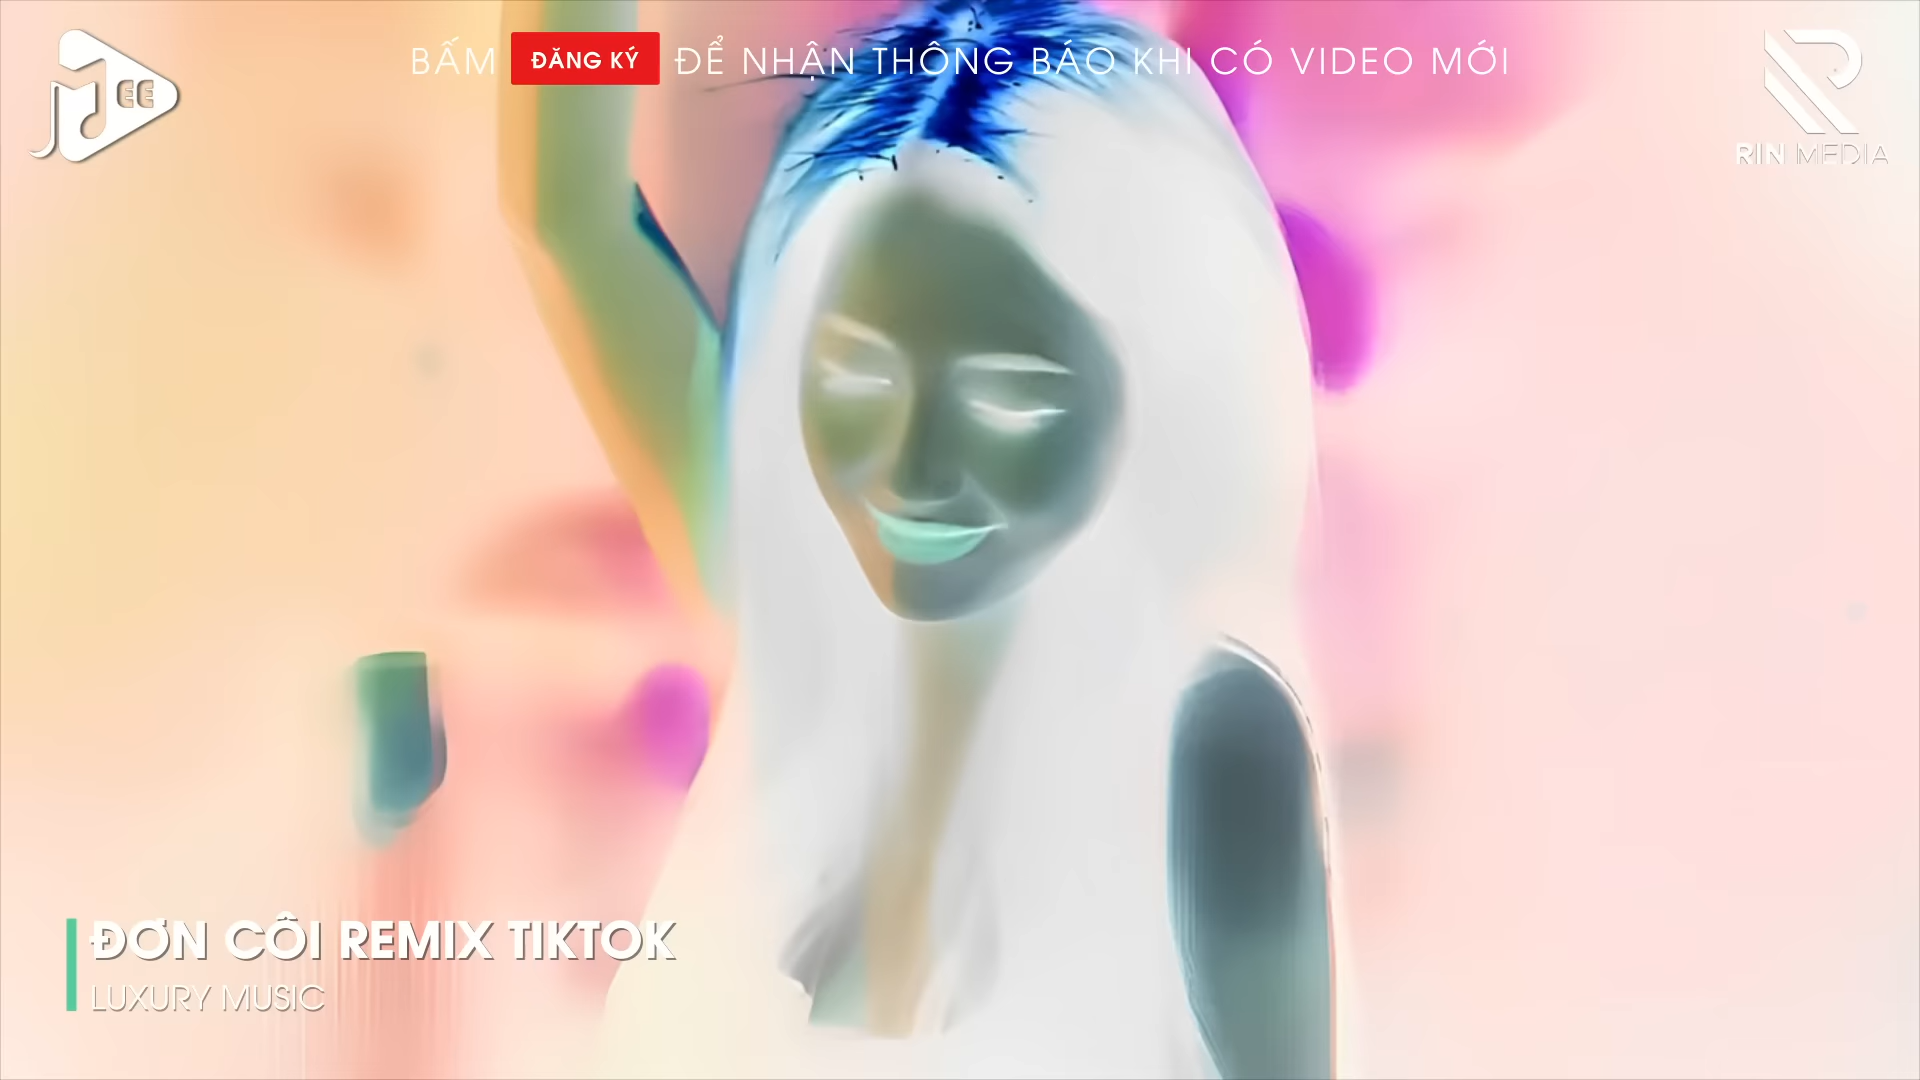 BẤM ĐĂNG KÝ ĐỂ NHẬN THÔNG BÁO KHI CÓ VIDEO MỚI
EE
RIN MEDIA
ĐƠN CÔI REMIX TIKTOK
LUXURY MUSIC